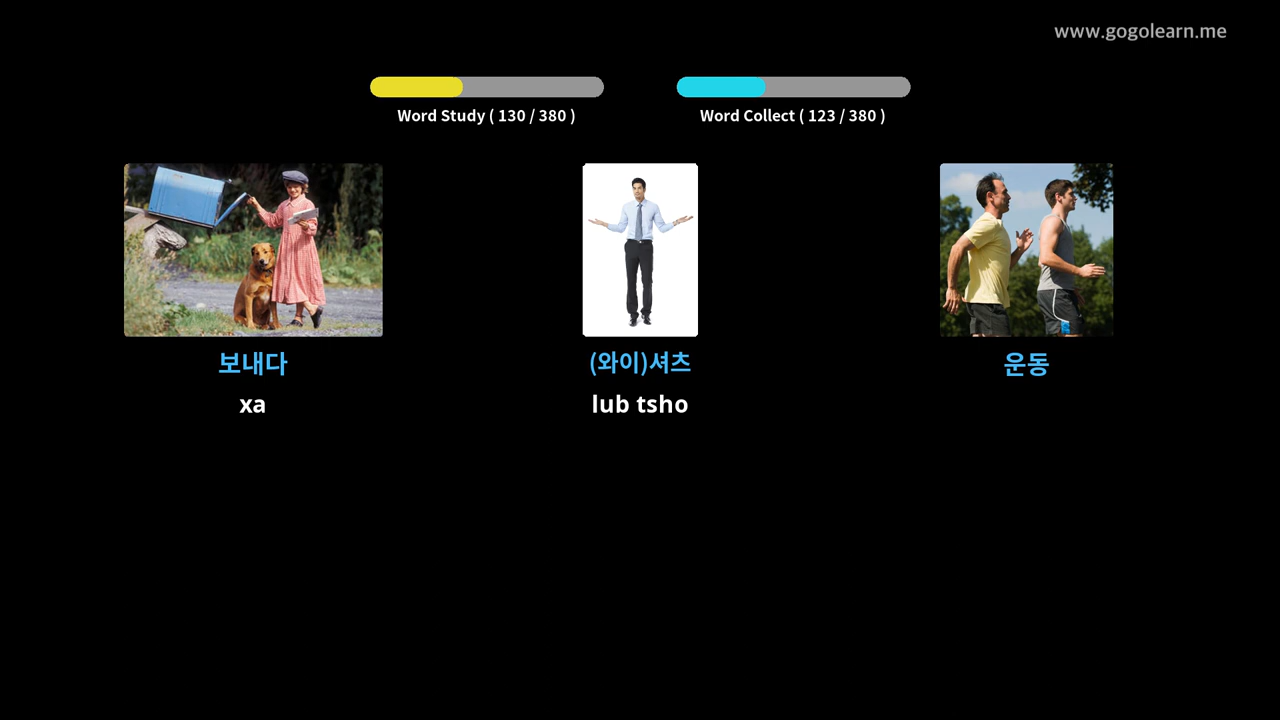 www.gogolearn.me
Word Study ( 130 / 380 )
Word Collect ( 123 / 380 )
보내다
(와이)셔츠
운동
xa
lub tsho